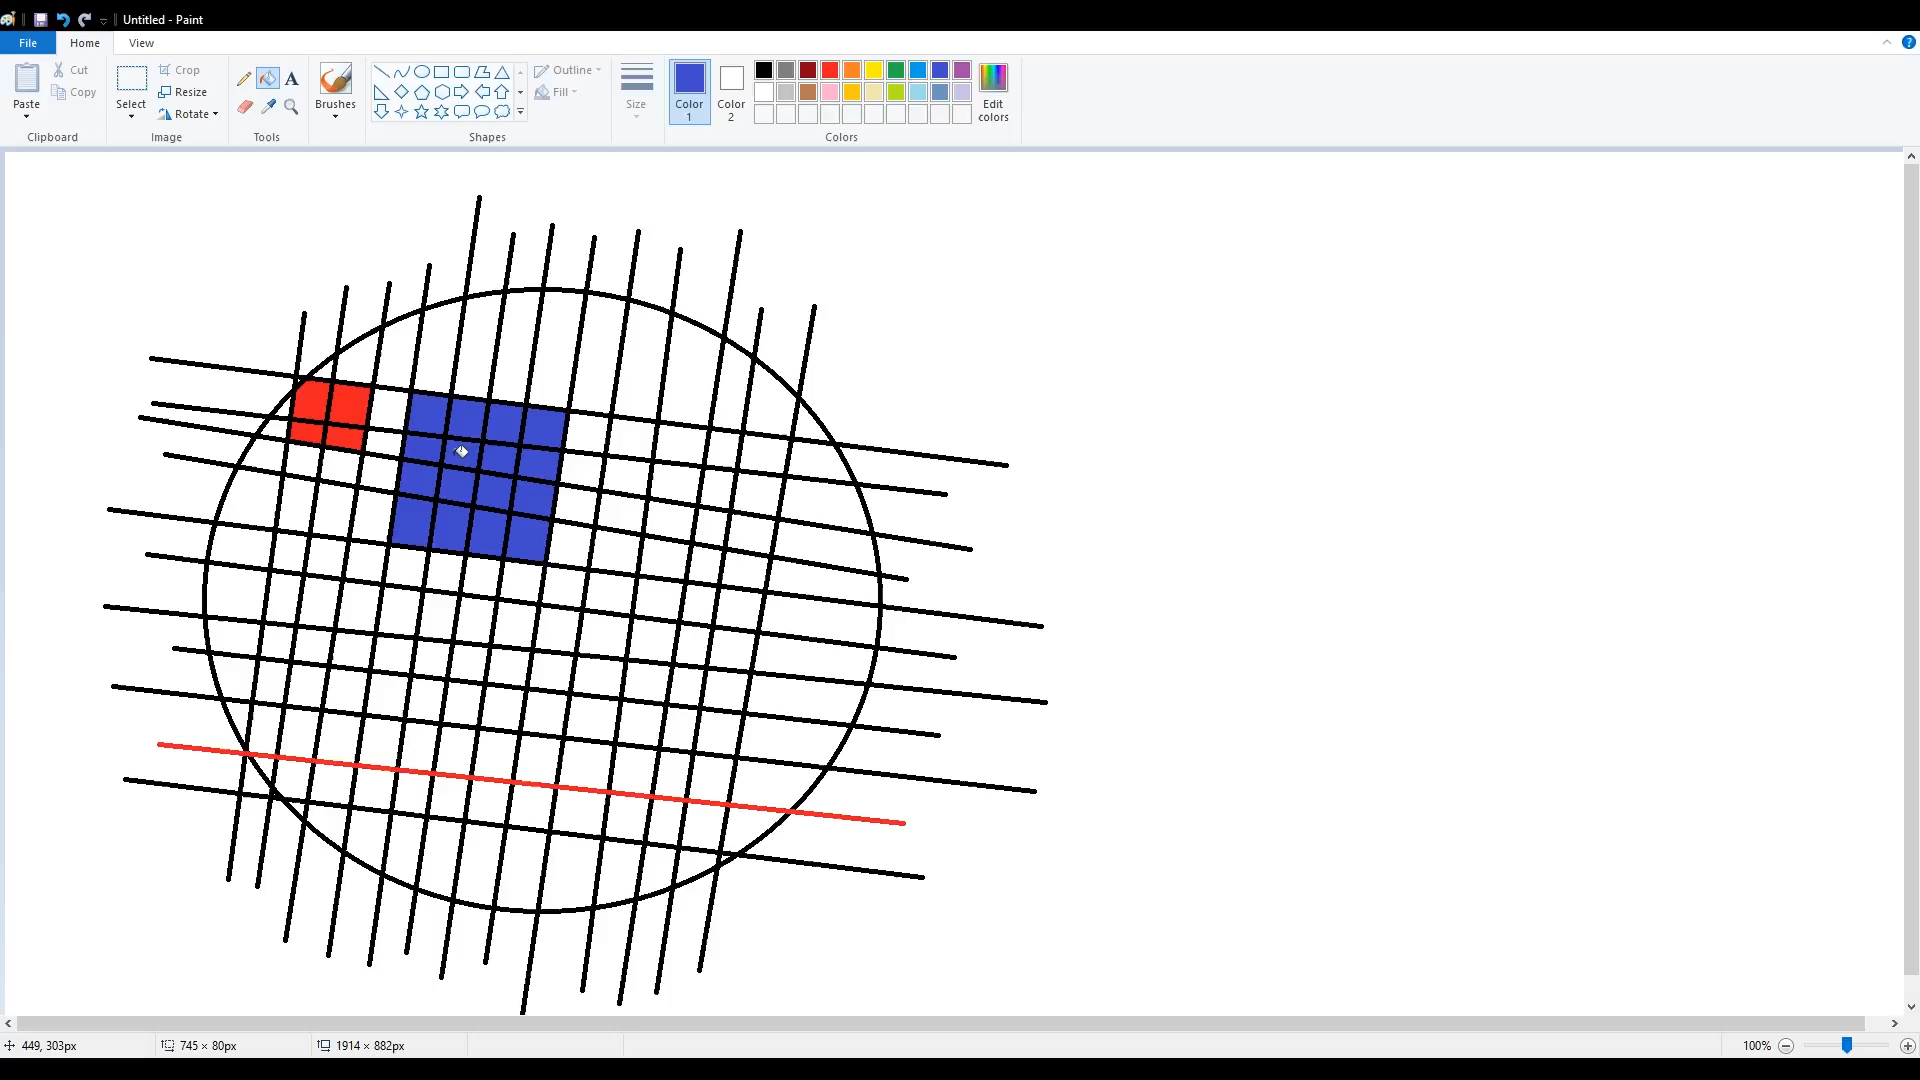 Untitled - Paint
File Home View
Cut Crop Outline Fill
Copy Resize
Paste Select Rotate Brushes Size Color 1 Color 2 Edit colors
Clipboard Image Tools Shapes Colors
449, 303px 745 × 80px 1914 × 882px 100%